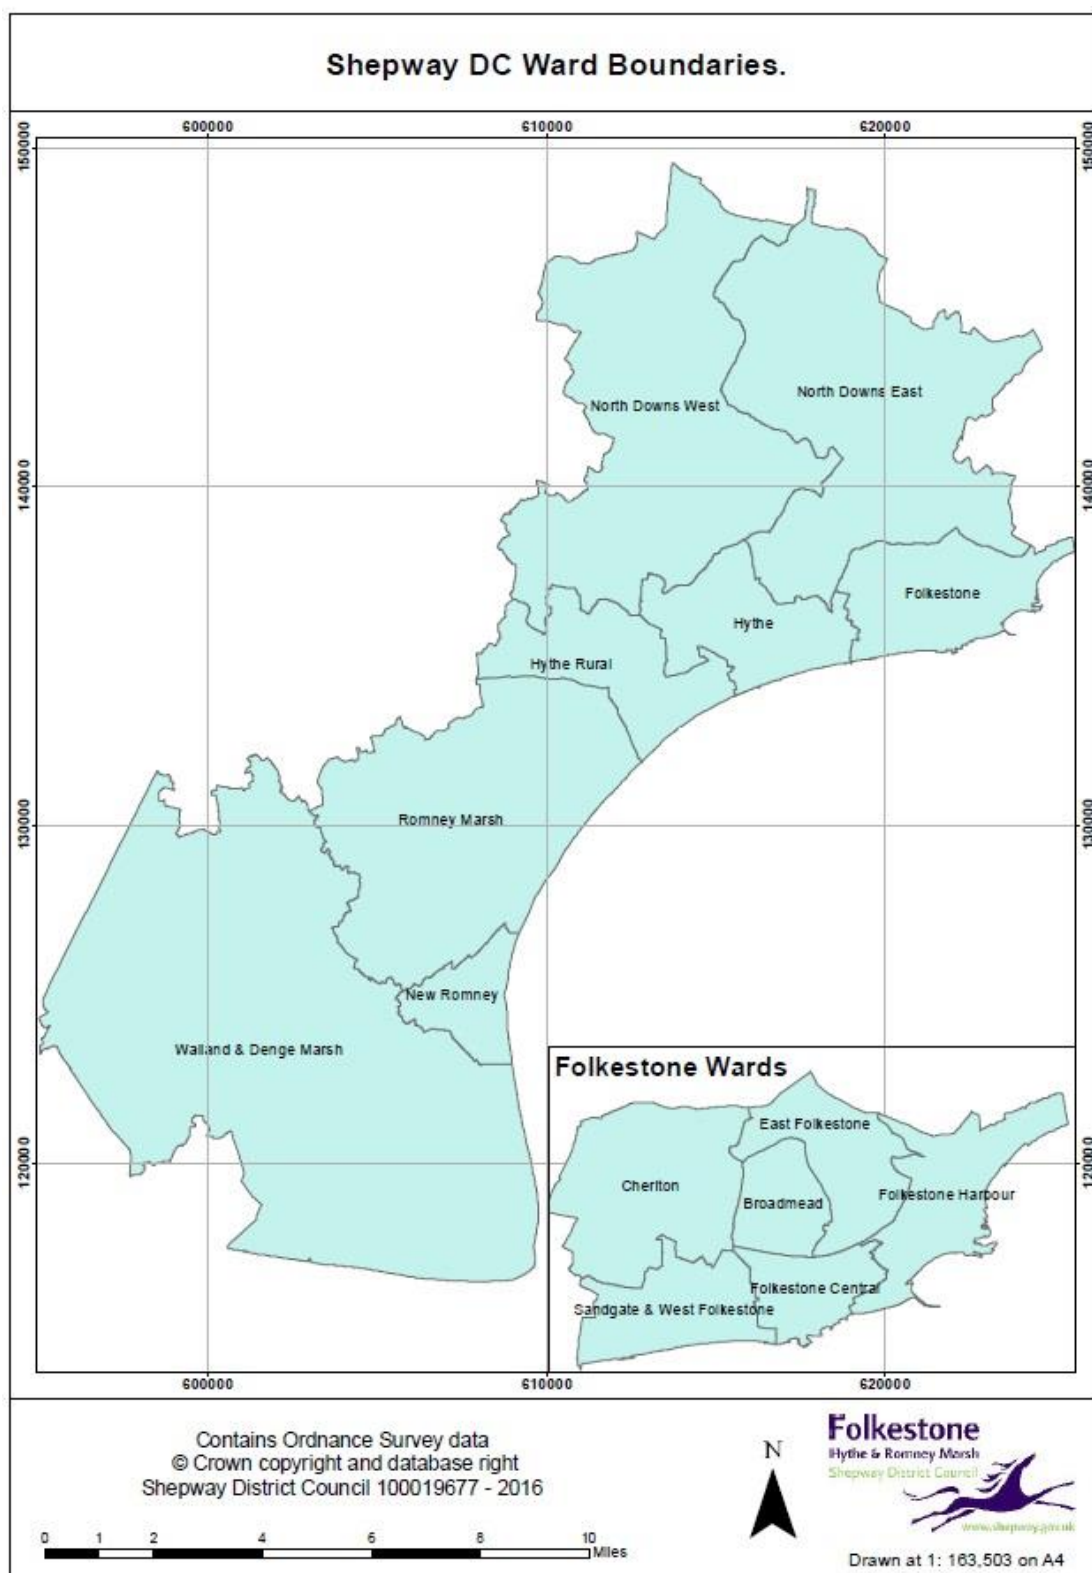 Shepway DC Ward Boundaries.
600000
610000
620000
150000
150000
North Downs West
North Downs East
140000
140000
Folkestone
Hythe
Hythe Rural
130000
130000
Romney Marsh
New Romney
Walland & Denge Marsh
Folkestone Wards
East Folkestone
Cheriton
Broadmead
Folkestone Harbour
120000
120000
Folkestone Central
Sandgate & West Folkestone
600000
610000
620000
Contains Ordnance Survey data
© Crown copyright and database right
Shepway District Council 100019677 - 2016
0 1 2 4 6 8 10
Miles
N
Folkestone
Hythe & Romney Marsh
Shepway District Council
www.shepway.gov.uk
Drawn at 1: 163,503 on A4